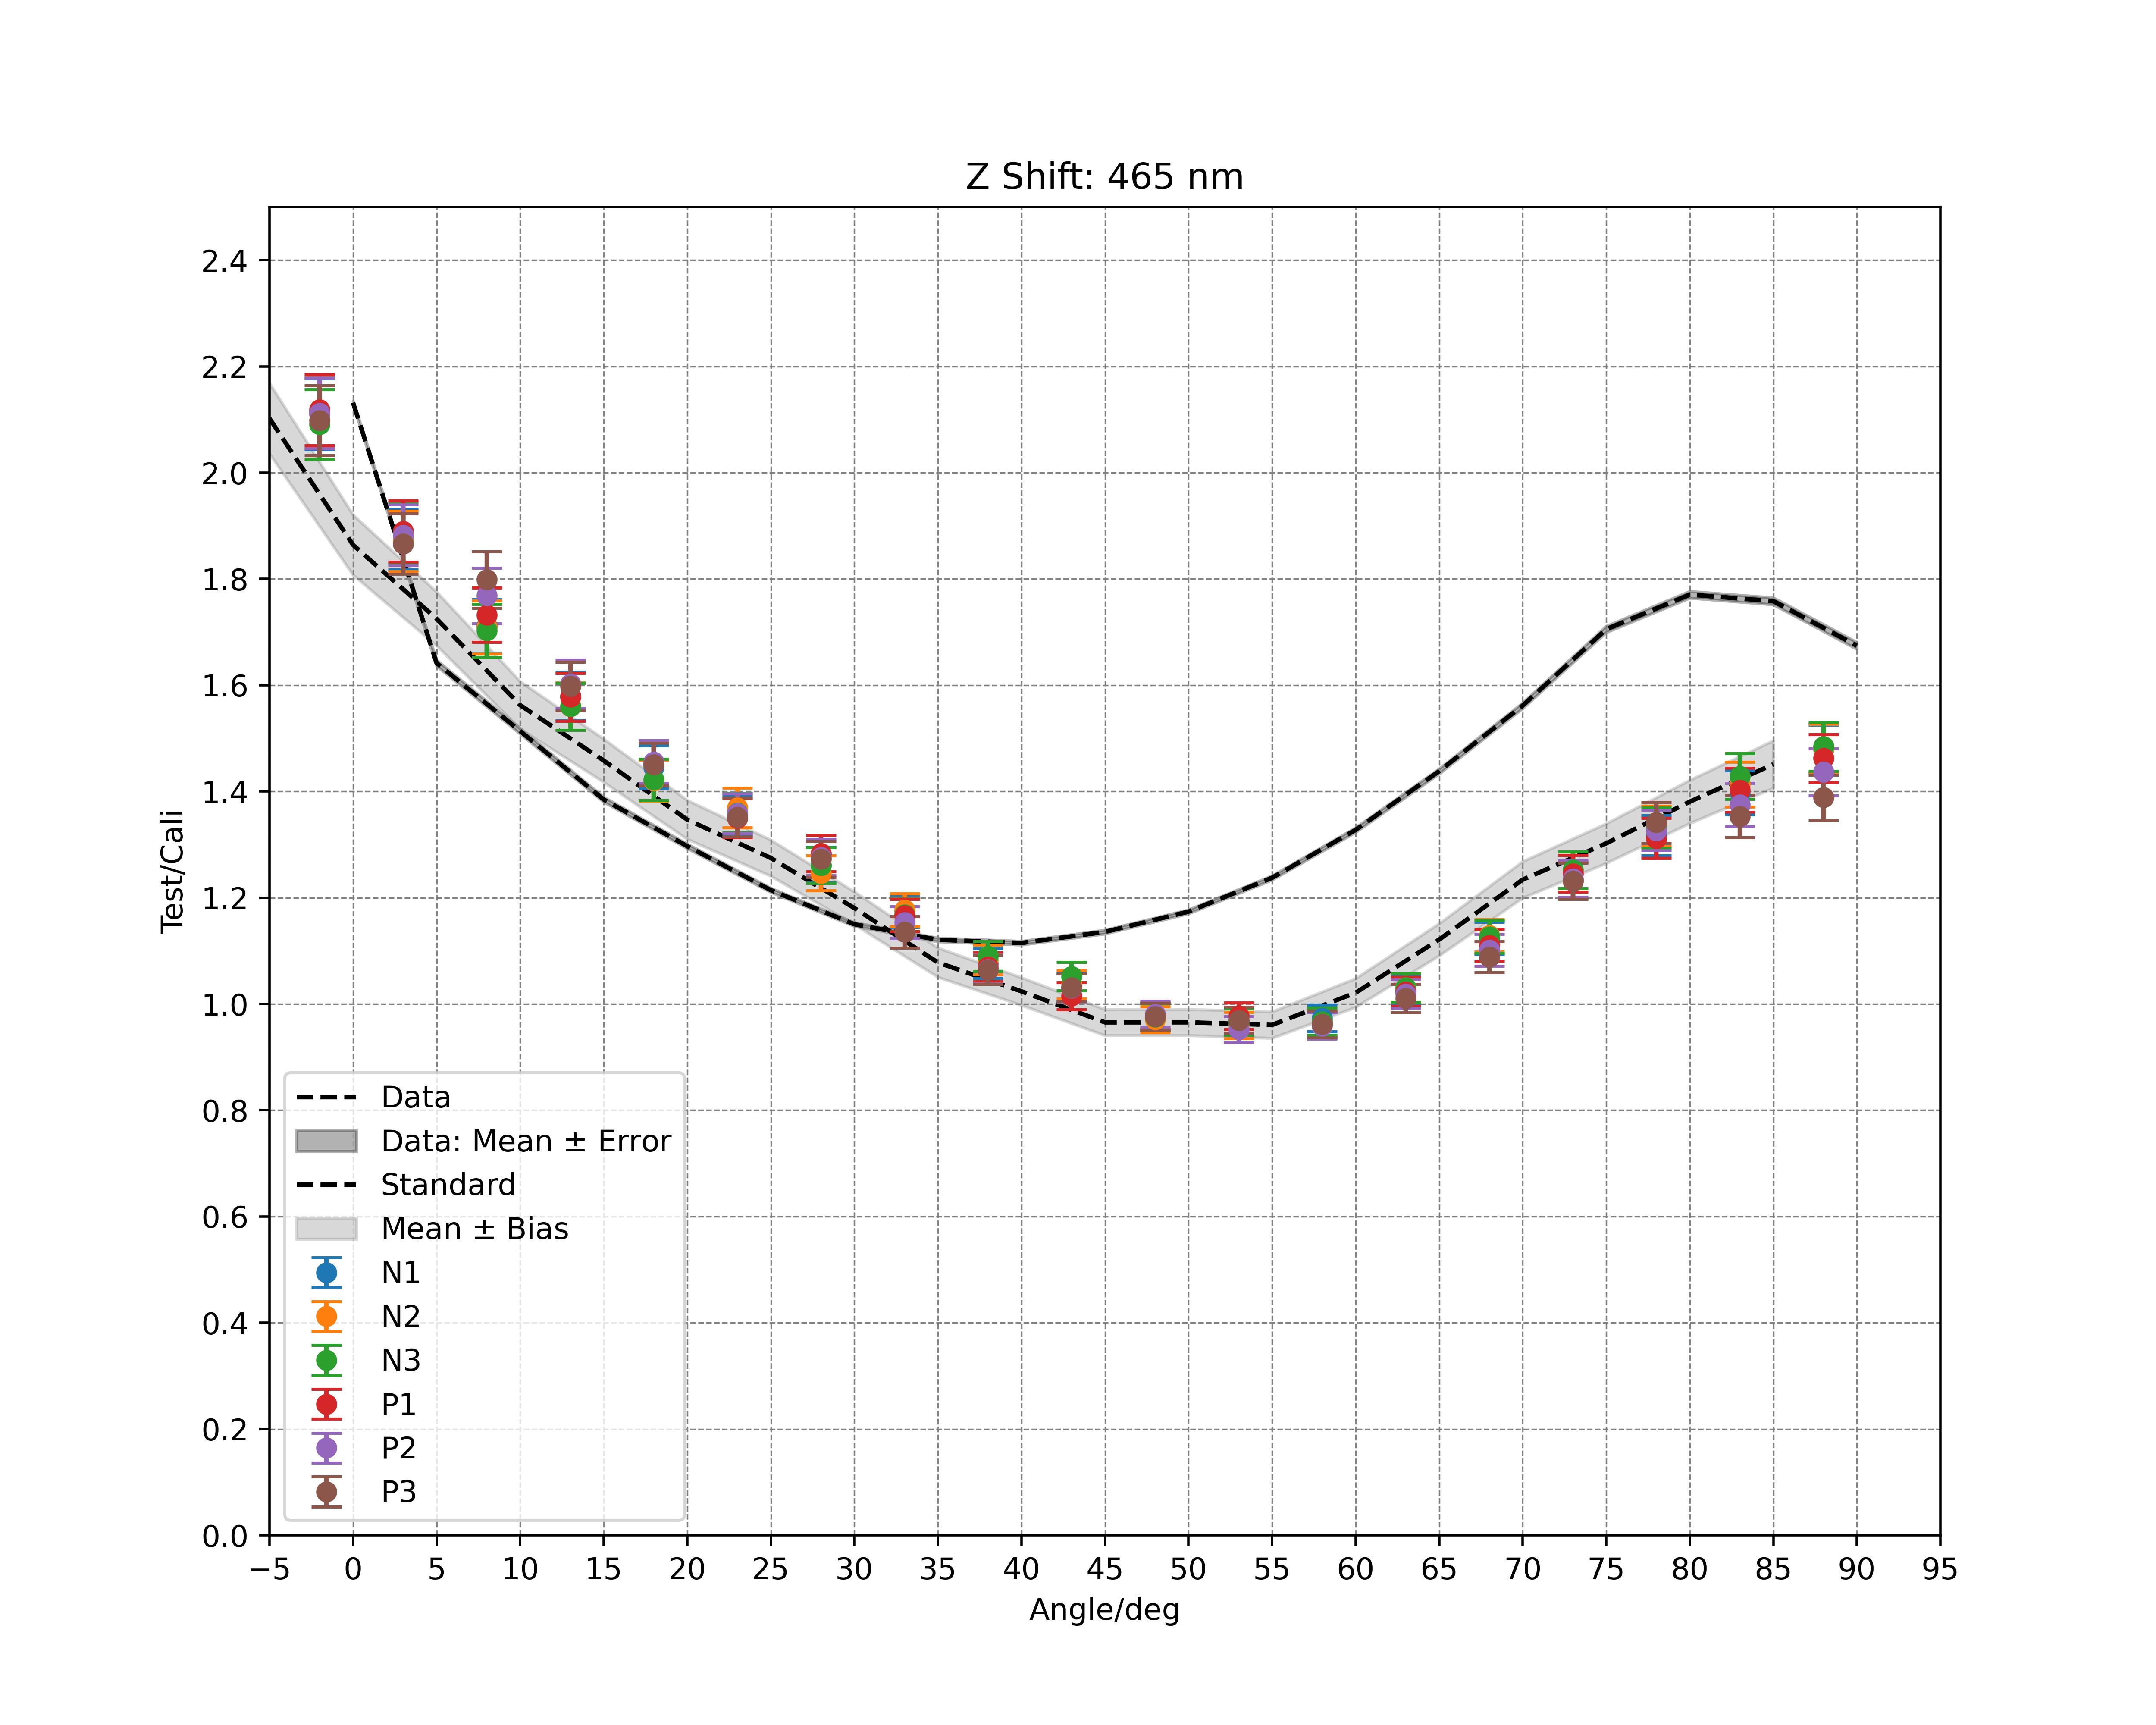 Z Shift: 465 nm
2.4
2.2
2.0
1.8
1.6
1.4
1.2
1.0
0.8
0.6
0.4
0.2
0.0
Test/Cali
Data
Data: Mean ± Error
Standard
Mean ± Bias
N1
N2
N3
P1
P2
P3
−5 0 5 10 15 20 25 30 35 40 45 50 55 60 65 70 75 80 85 90 95
Angle/deg